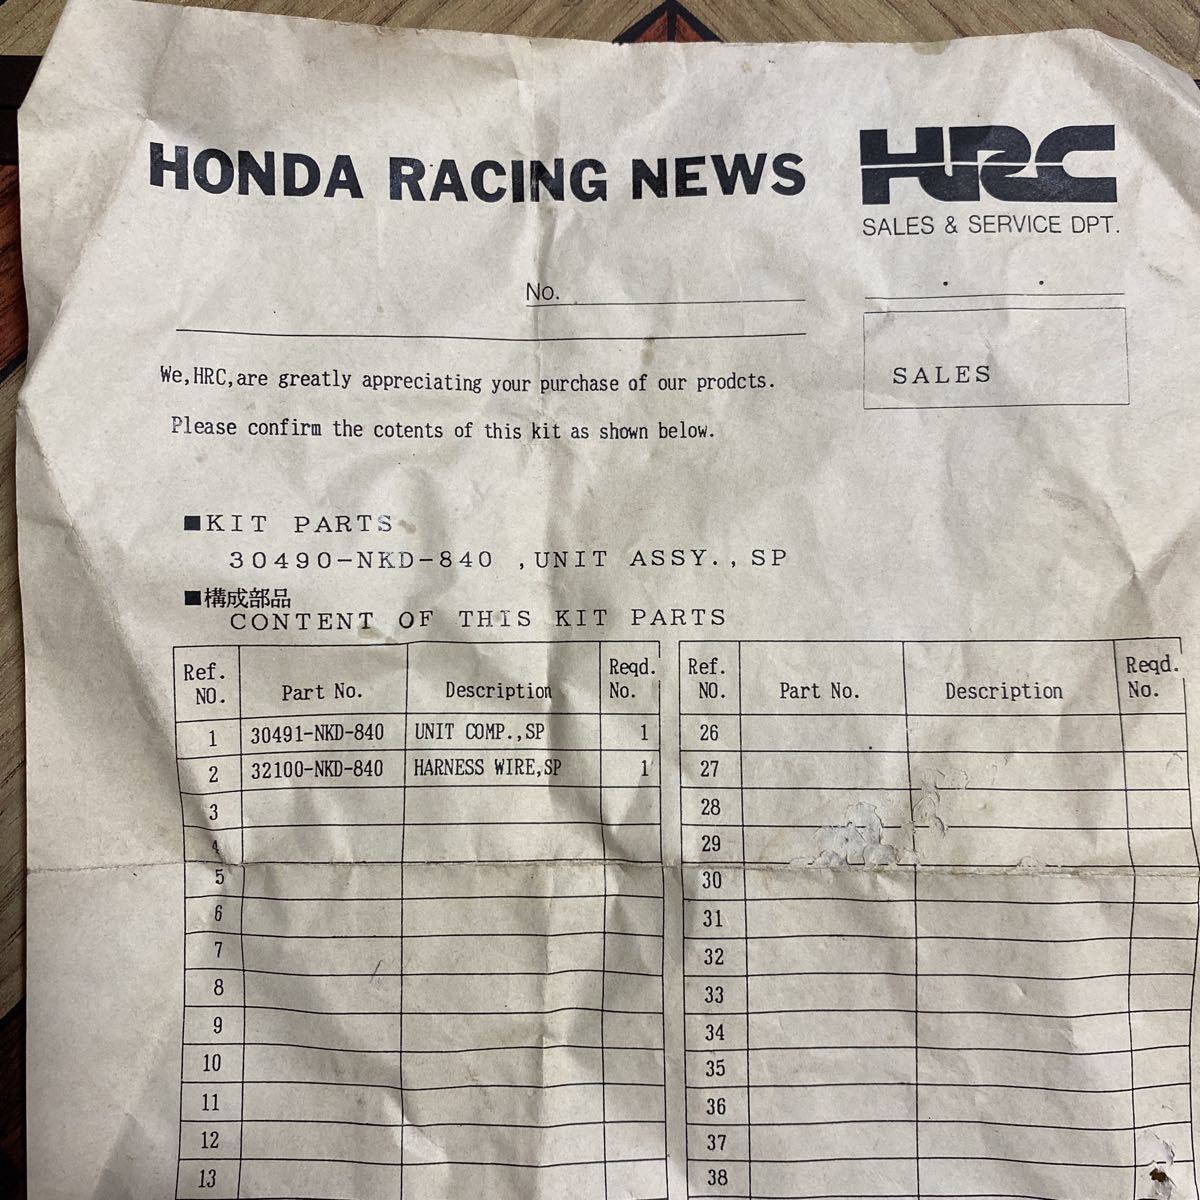 HONDA RACING NEWS
HRC
SALES & SERVICE DPT.
No.
We,HRC,are greatly appreciating your purchase of our prodcts.
SALES
Please confirm the cotents of this kit as shown below.
■KIT PARTS
30490-NKD-840 ,UNIT ASSY.,SP
■構成部品
CONTENT OF THIS KIT PARTS
Ref. NO. Part No. Description Reqd. No. Ref. NO. Part No. Description Reqd. No.
1 30491-NKD-840 UNIT COMP.,SP 1 26
2 32100-NKD-840 HARNESS WIRE,SP 1 27
3 28
4 29
5 30
6 31
7 32
8 33
9 34
10 35
11 36
12 37
13 38